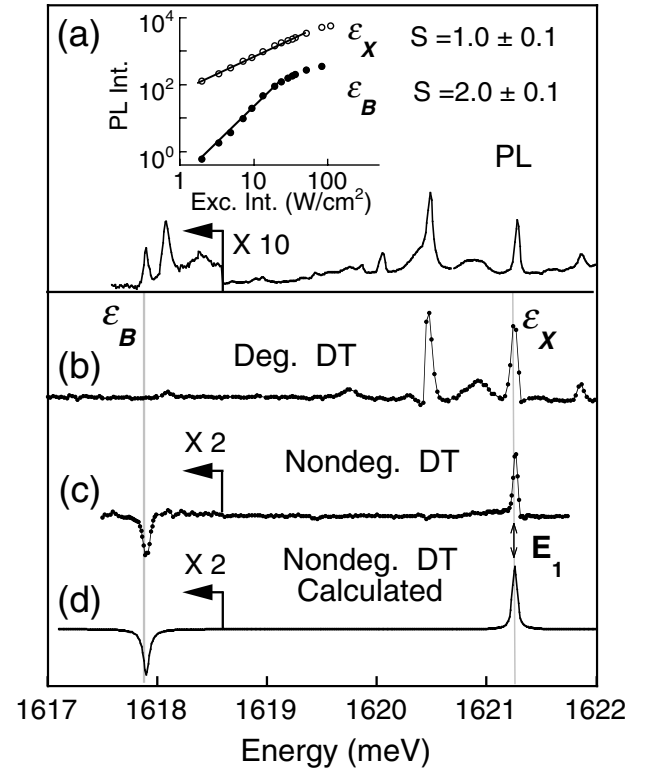 (a)
10⁴
10²
10⁰
PL Int.
1
10
100
Exc. Int. (W/cm²)
ε_X S =1.0 ± 0.1
ε_B S =2.0 ± 0.1
PL
X 10
ε_B
ε_X
(b)
Deg. DT
X 2
Nondeg. DT
(c)
E₁
X 2
Nondeg. DT
Calculated
(d)
1617 1618 1619 1620 1621 1622
Energy (meV)